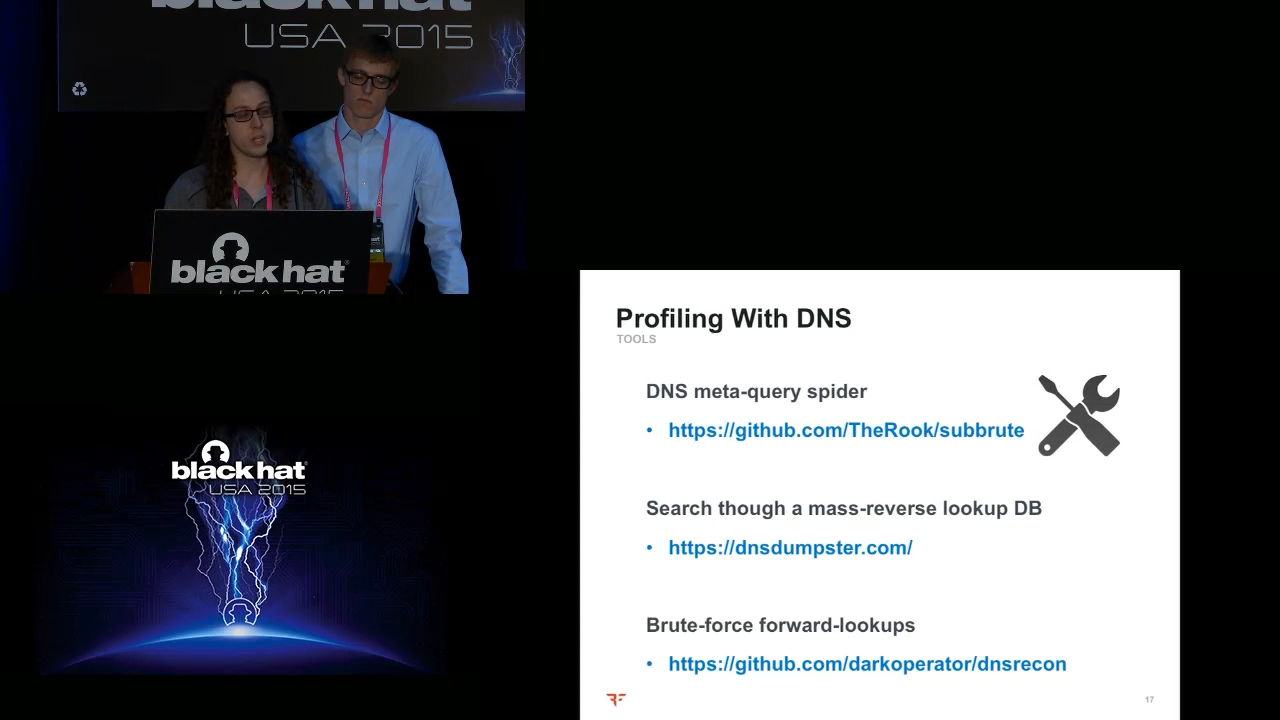 black hat
USA 2015
black hat
USA 2015
black hat
USA 2015
Profiling With DNS
TOOLS
DNS meta-query spider
• https://github.com/TheRook/subbrute
Search though a mass-reverse lookup DB
• https://dnsdumpster.com/
Brute-force forward-lookups
• https://github.com/darkoperator/dnsrecon
17